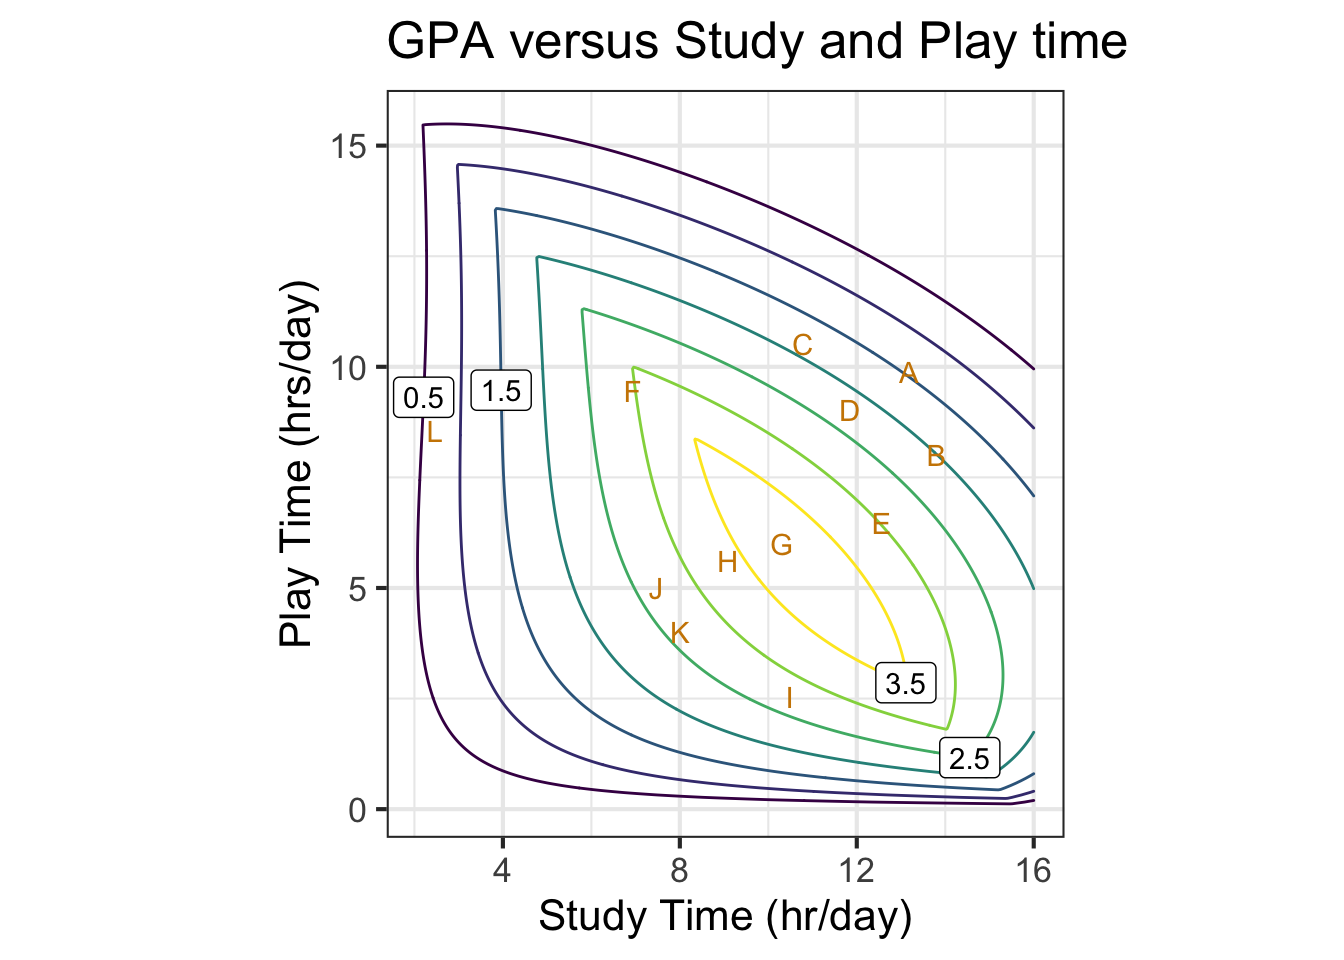 GPA versus Study and Play time
Play Time (hrs/day)
15
10
5
0
0.5
1.5
3.5
2.5
C
A
F
D
L
B
E
G
H
J
K
I
4 8 12 16
Study Time (hr/day)